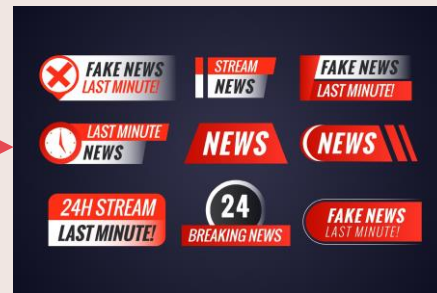 FAKE NEWS
LAST MINUTE!
STREAM
NEWS
FAKE NEWS
LAST MINUTE!
LAST MINUTE
NEWS
NEWS
NEWS
24H STREAM
LAST MINUTE!
24
BREAKING NEWS
FAKE NEWS
LAST MINUTE!